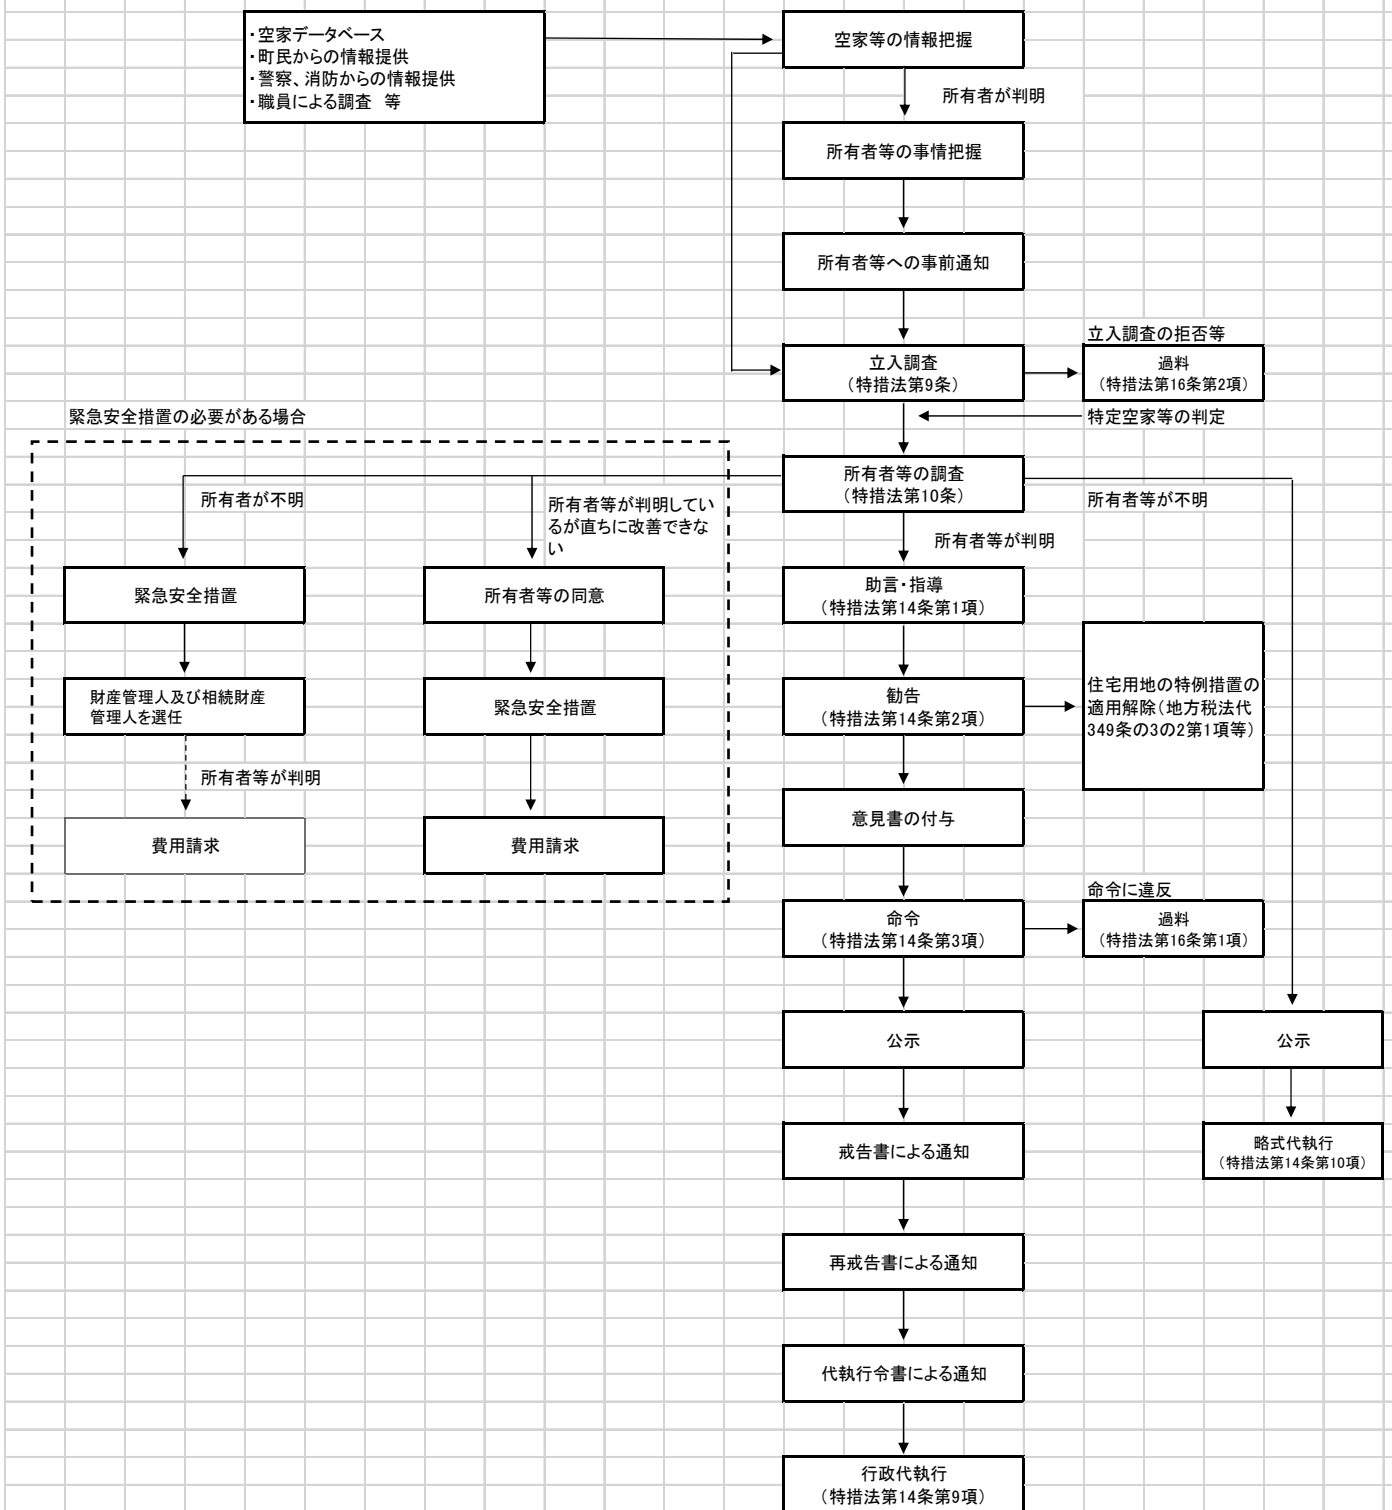 ・空家データベース
・町民からの情報提供
・警察、消防からの情報提供
・職員による調査　等
空家等の情報把握
所有者が判明
所有者等の事情把握
所有者等への事前通知
立入調査の拒否等
立入調査
（特措法第9条）
過料
（特措法第16条第2項）
特定空家等の判定
緊急安全措置の必要がある場合
所有者等の調査
（特措法第10条）
所有者が不明
所有者等が判明してい
るが直ちに改善できな
い
所有者等が不明
所有者等が判明
緊急安全措置
所有者等の同意
助言・指導
（特措法第14条第1項）
財産管理人及び相続財産
管理人を選任
緊急安全措置
勧告
（特措法第14条第2項）
住宅用地の特例措置の
適用解除（地方税法代
349条の3の2第1項等）
所有者等が判明
費用請求
費用請求
意見書の付与
命令に違反
命令
（特措法第14条第3項）
過料
（特措法第16条第1項）
公示
公示
戒告書による通知
略式代執行
（特措法第14条第10項）
再戒告書による通知
代執行令書による通知
行政代執行
（特措法第14条第9項）